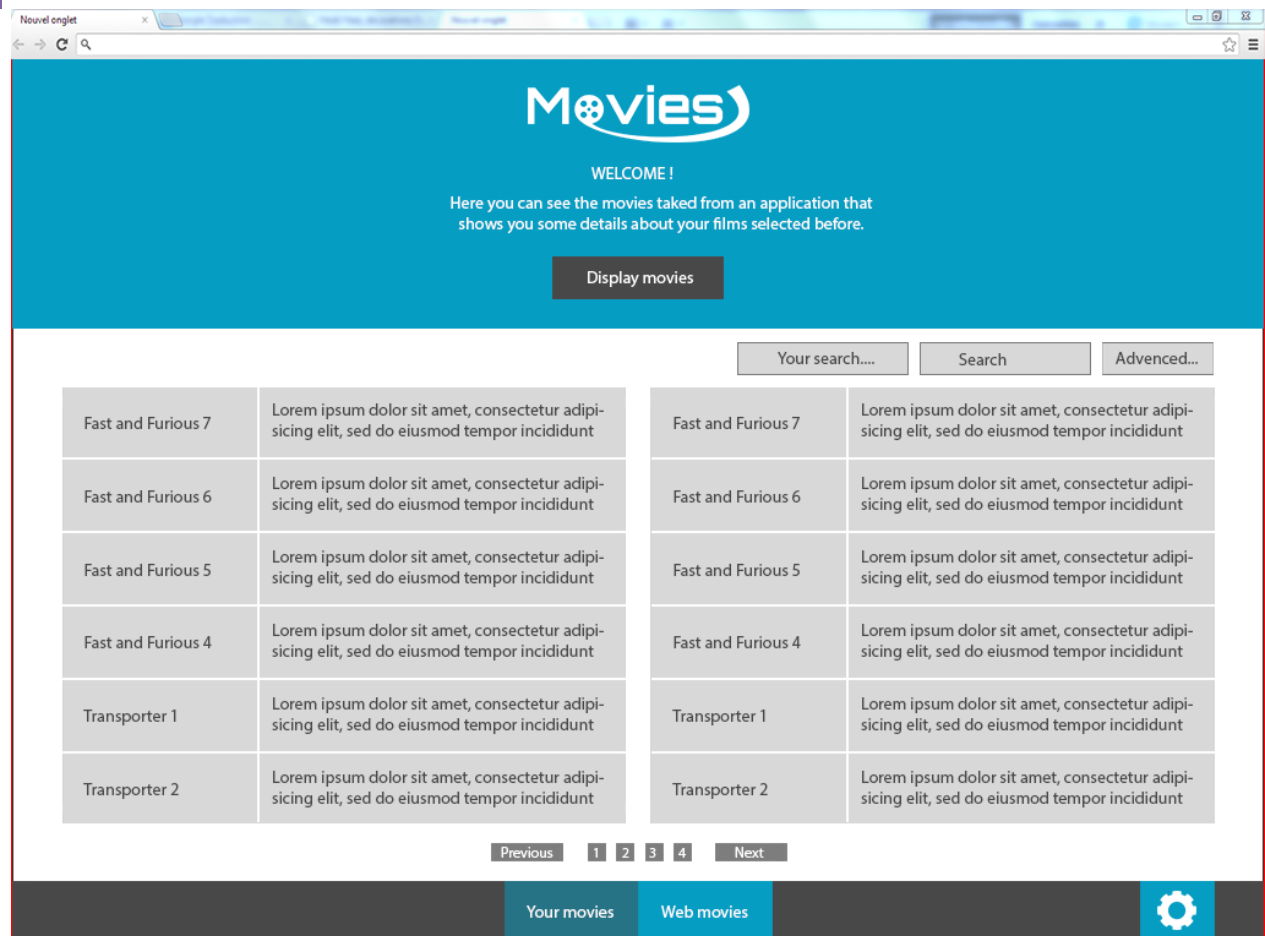 Nouvel onglet
Movies
WELCOME !
Here you can see the movies taked from an application that
shows you some details about your films selected before.
Display movies
Your search....
Search
Advenced...
Fast and Furious 7
Lorem ipsum dolor sit amet, consectetur adipi-
sicing elit, sed do eiusmod tempor incididunt
Fast and Furious 7
Lorem ipsum dolor sit amet, consectetur adipi-
sicing elit, sed do eiusmod tempor incididunt
Fast and Furious 6
Lorem ipsum dolor sit amet, consectetur adipi-
sicing elit, sed do eiusmod tempor incididunt
Fast and Furious 6
Lorem ipsum dolor sit amet, consectetur adipi-
sicing elit, sed do eiusmod tempor incididunt
Fast and Furious 5
Lorem ipsum dolor sit amet, consectetur adipi-
sicing elit, sed do eiusmod tempor incididunt
Fast and Furious 5
Lorem ipsum dolor sit amet, consectetur adipi-
sicing elit, sed do eiusmod tempor incididunt
Fast and Furious 4
Lorem ipsum dolor sit amet, consectetur adipi-
sicing elit, sed do eiusmod tempor incididunt
Fast and Furious 4
Lorem ipsum dolor sit amet, consectetur adipi-
sicing elit, sed do eiusmod tempor incididunt
Transporter 1
Lorem ipsum dolor sit amet, consectetur adipi-
sicing elit, sed do eiusmod tempor incididunt
Transporter 1
Lorem ipsum dolor sit amet, consectetur adipi-
sicing elit, sed do eiusmod tempor incididunt
Transporter 2
Lorem ipsum dolor sit amet, consectetur adipi-
sicing elit, sed do eiusmod tempor incididunt
Transporter 2
Lorem ipsum dolor sit amet, consectetur adipi-
sicing elit, sed do eiusmod tempor incididunt
Previous 1 2 3 4 Next
Your movies
Web movies